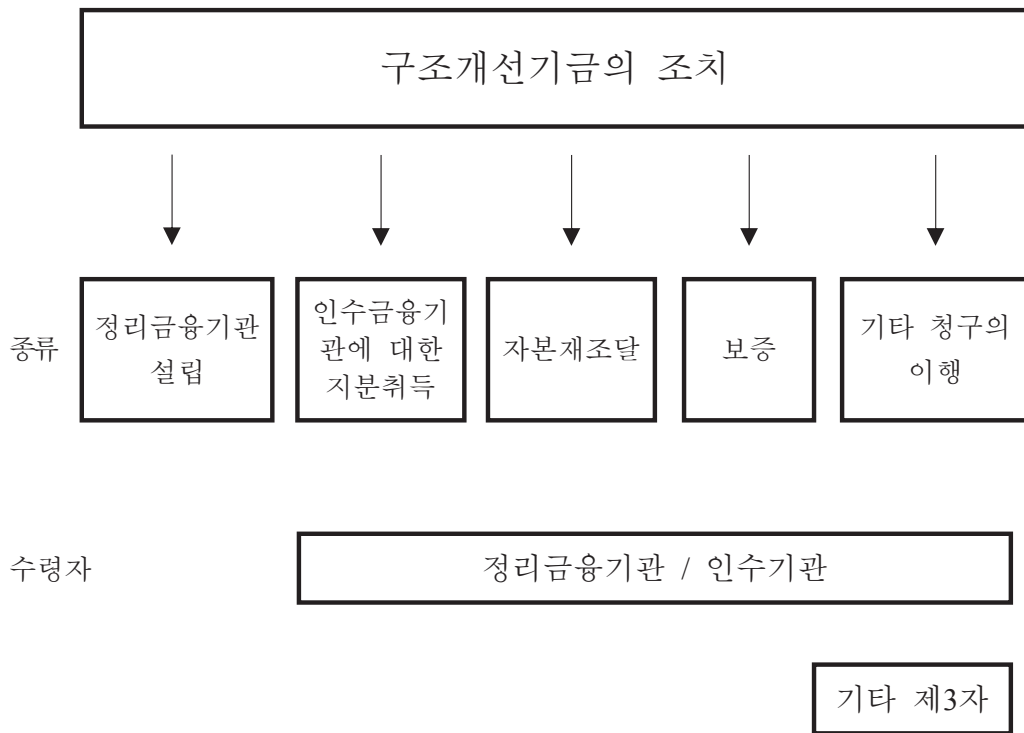 구조개선기금의 조치
종류
정리금융기관
설립
인수금융기
관에 대한
지분취득
자본재조달
보증
기타 청구의
이행
수령자
정리금융기관 / 인수기관
기타 제3자